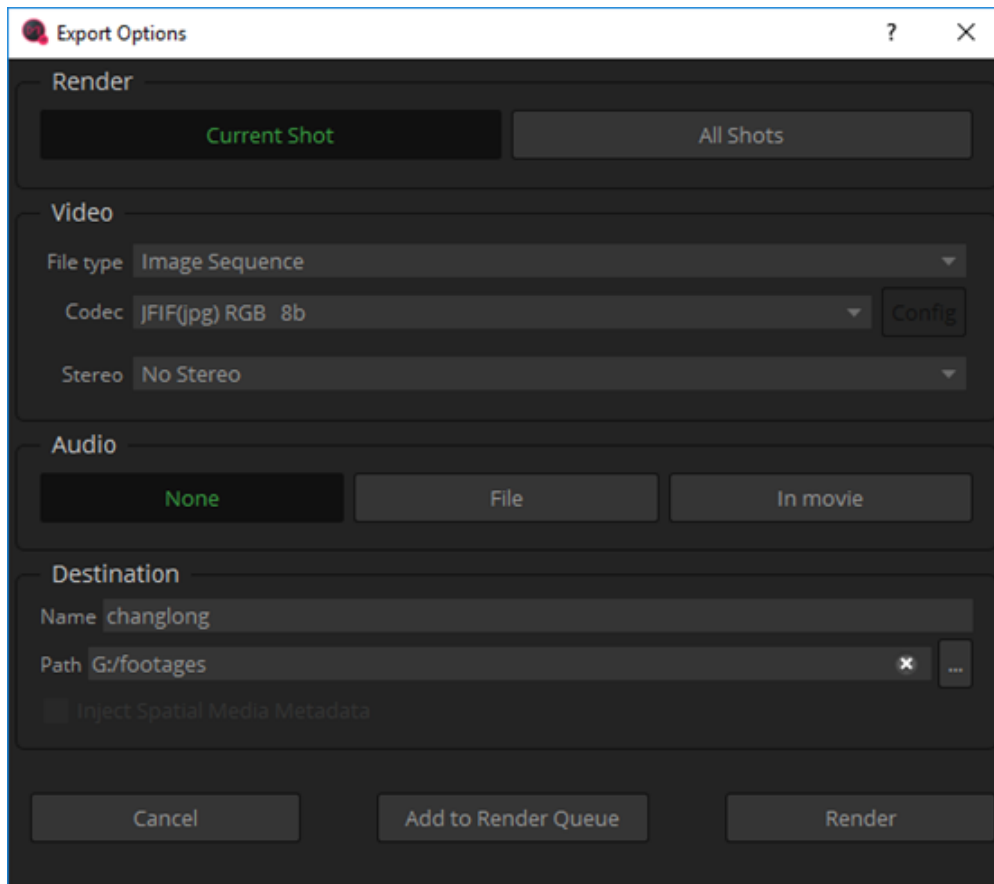 Export Options ?
Render
Current Shot All Shots
Video
File type Image Sequence
Codec JFIF(jpg) RGB 8b Config
Stereo No Stereo
Audio
None File In movie
Destination
Name changlong
Path G:/footages ...
Inject Spatial Media Metadata
Cancel Add to Render Queue Render